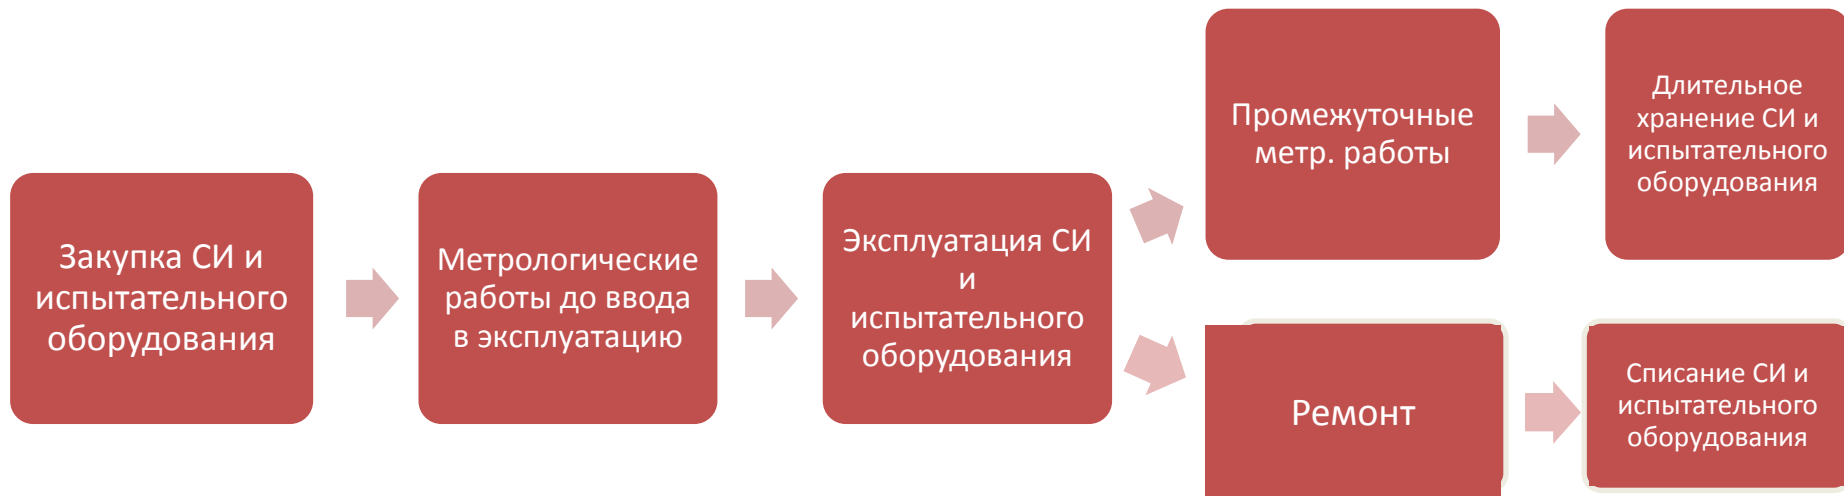 Закупка СИ и
испытательного
оборудования
Метрологические
работы до ввода
в эксплуатацию
Эксплуатация СИ
и
испытательного
оборудования
Промежуточные
метр. работы
Длительное
хранение СИ и
испытательного
оборудования
Ремонт
Списание СИ и
испытательного
оборудования